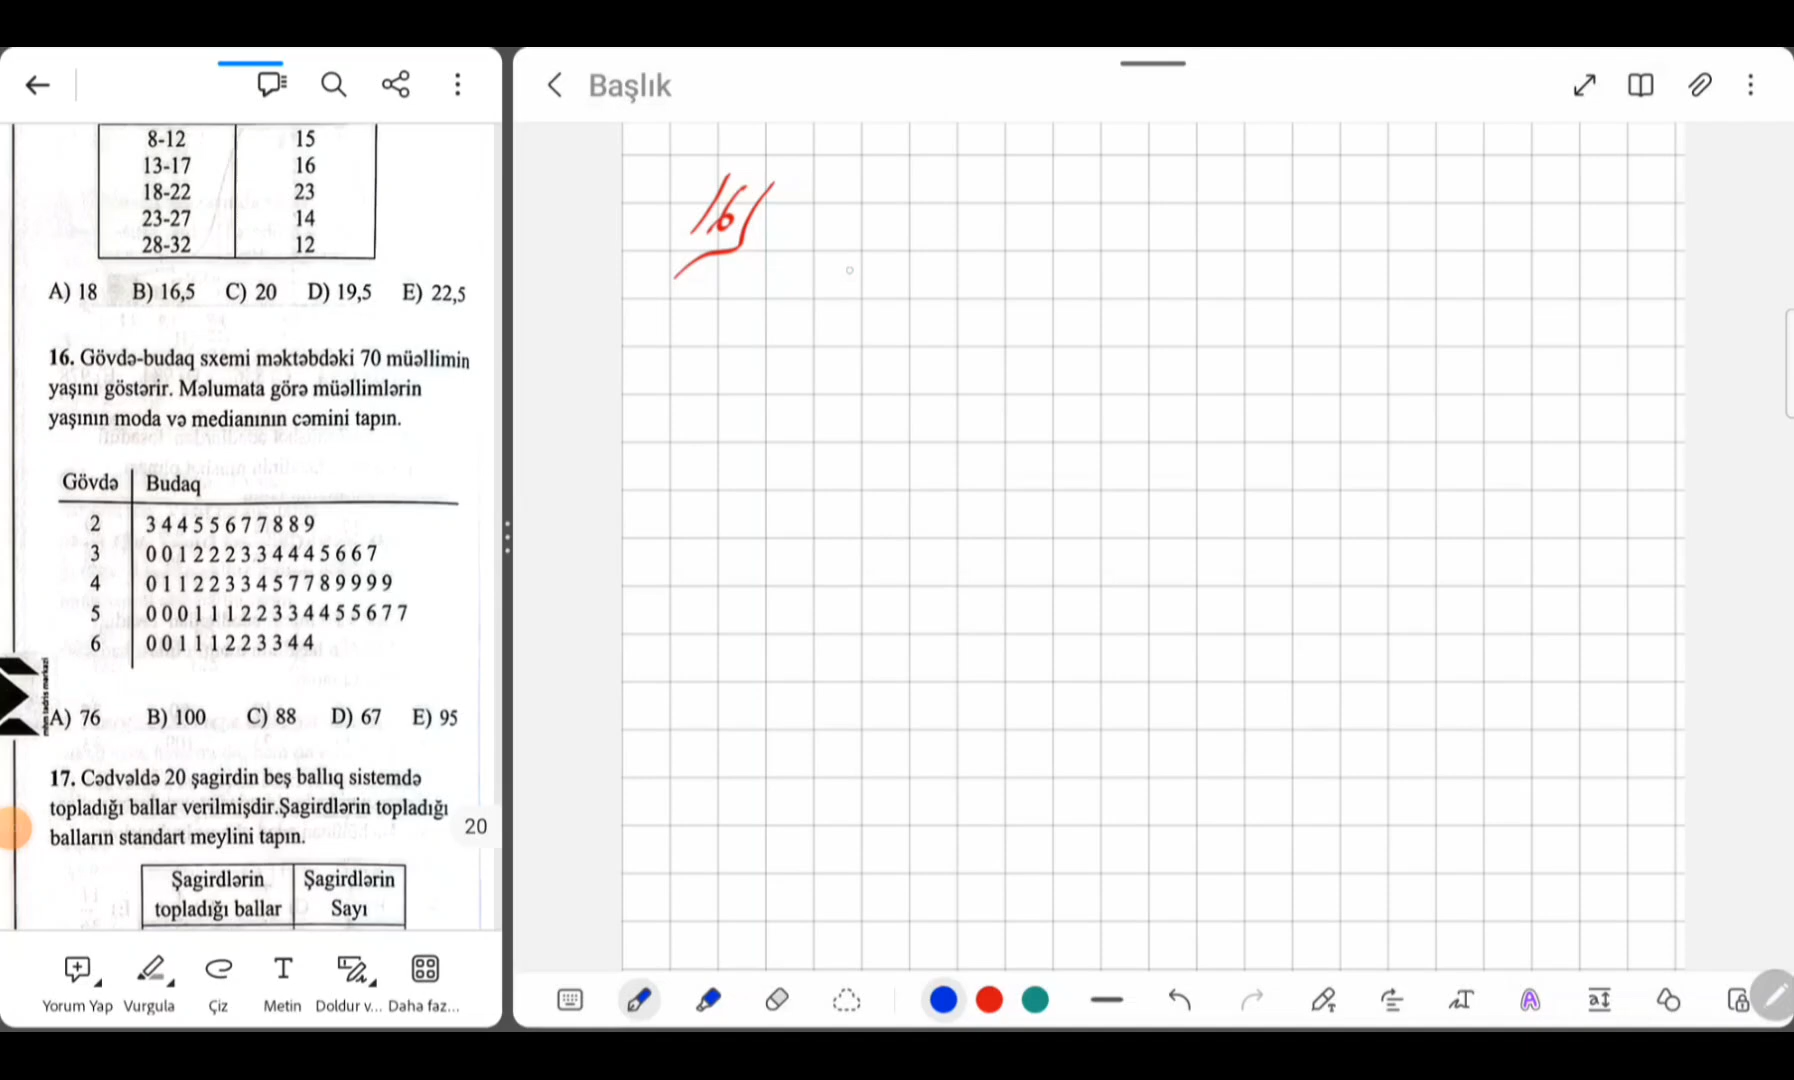 Başlık
8-12 15
13-17 16
18-22 23
23-27 14
28-32 12
A) 18 B) 16,5 C) 20 D) 19,5 E) 22,5
16. Gövdə-budaq sxemi məktəbdəki 70 müəllimin
yaşını göstərir. Məlumata görə müəllimlərin
yaşının moda və medianının cəmini tapın.
Gövdə Budaq
2 3 4 4 5 5 6 7 7 8 8 9
3 0 0 1 2 2 2 3 3 4 4 4 5 6 6 7
4 0 1 1 2 2 3 3 4 5 7 7 8 9 9 9 9
5 0 0 0 1 1 1 2 2 3 3 4 4 5 5 6 7 7
6 0 0 1 1 1 2 2 3 3 4 4
A) 76 B) 100 C) 88 D) 67 E) 95
17. Cədvəldə 20 şagirdin beş ballıq sistemdə
topladığı ballar verilmişdir.Şagirdlərin topladığı
balların standart meylini tapın.
20
Şagirdlərin Şagirdlərin
topladığı ballar Sayı
Yorum Yap Vurgula Çiz Metin Doldur v... Daha faz...
16